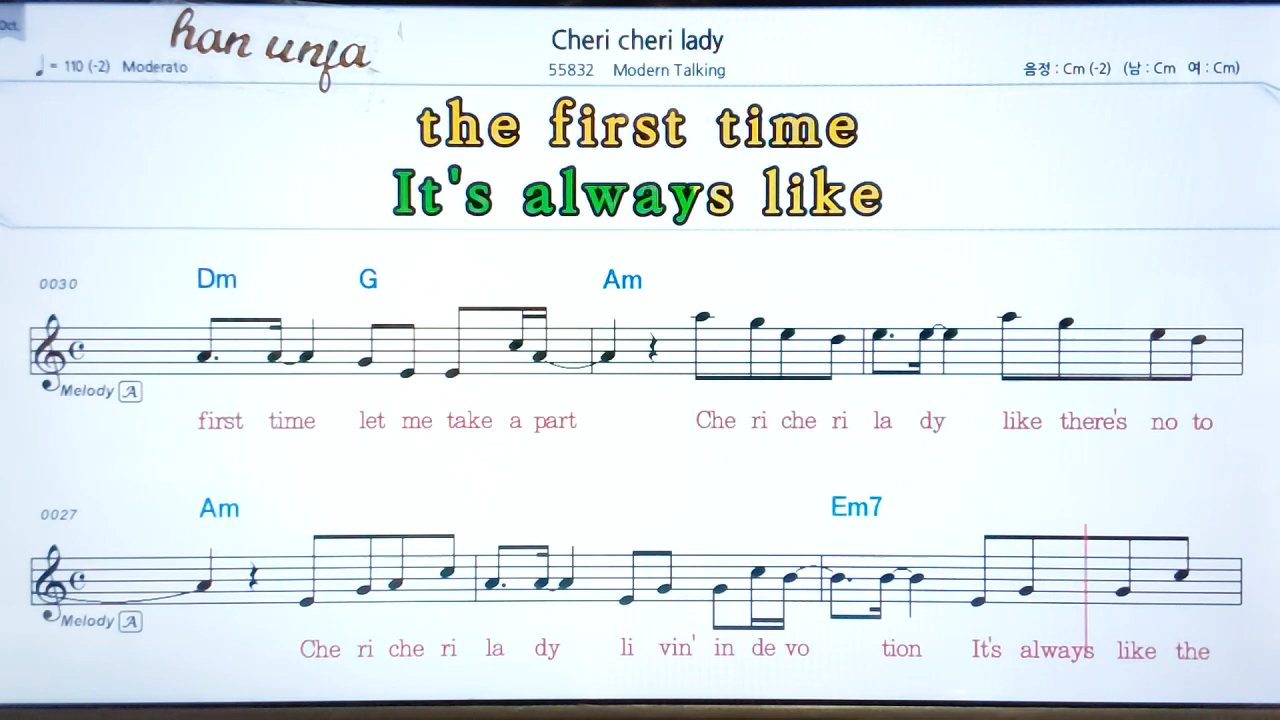 Oct.
han unfa
Cheri cheri lady
♩ = 110 (-2) Moderato
55832 Modern Talking
음정 : Cm (-2) (남 : Cm 여 : Cm)
the first time
It's always like
0030 Dm G Am
Melody A
first time let me take a part Che ri che ri la dy like there's no to
0027 Am Em7
Melody A
Che ri che ri la dy li vin' in de vo tion It's always like the